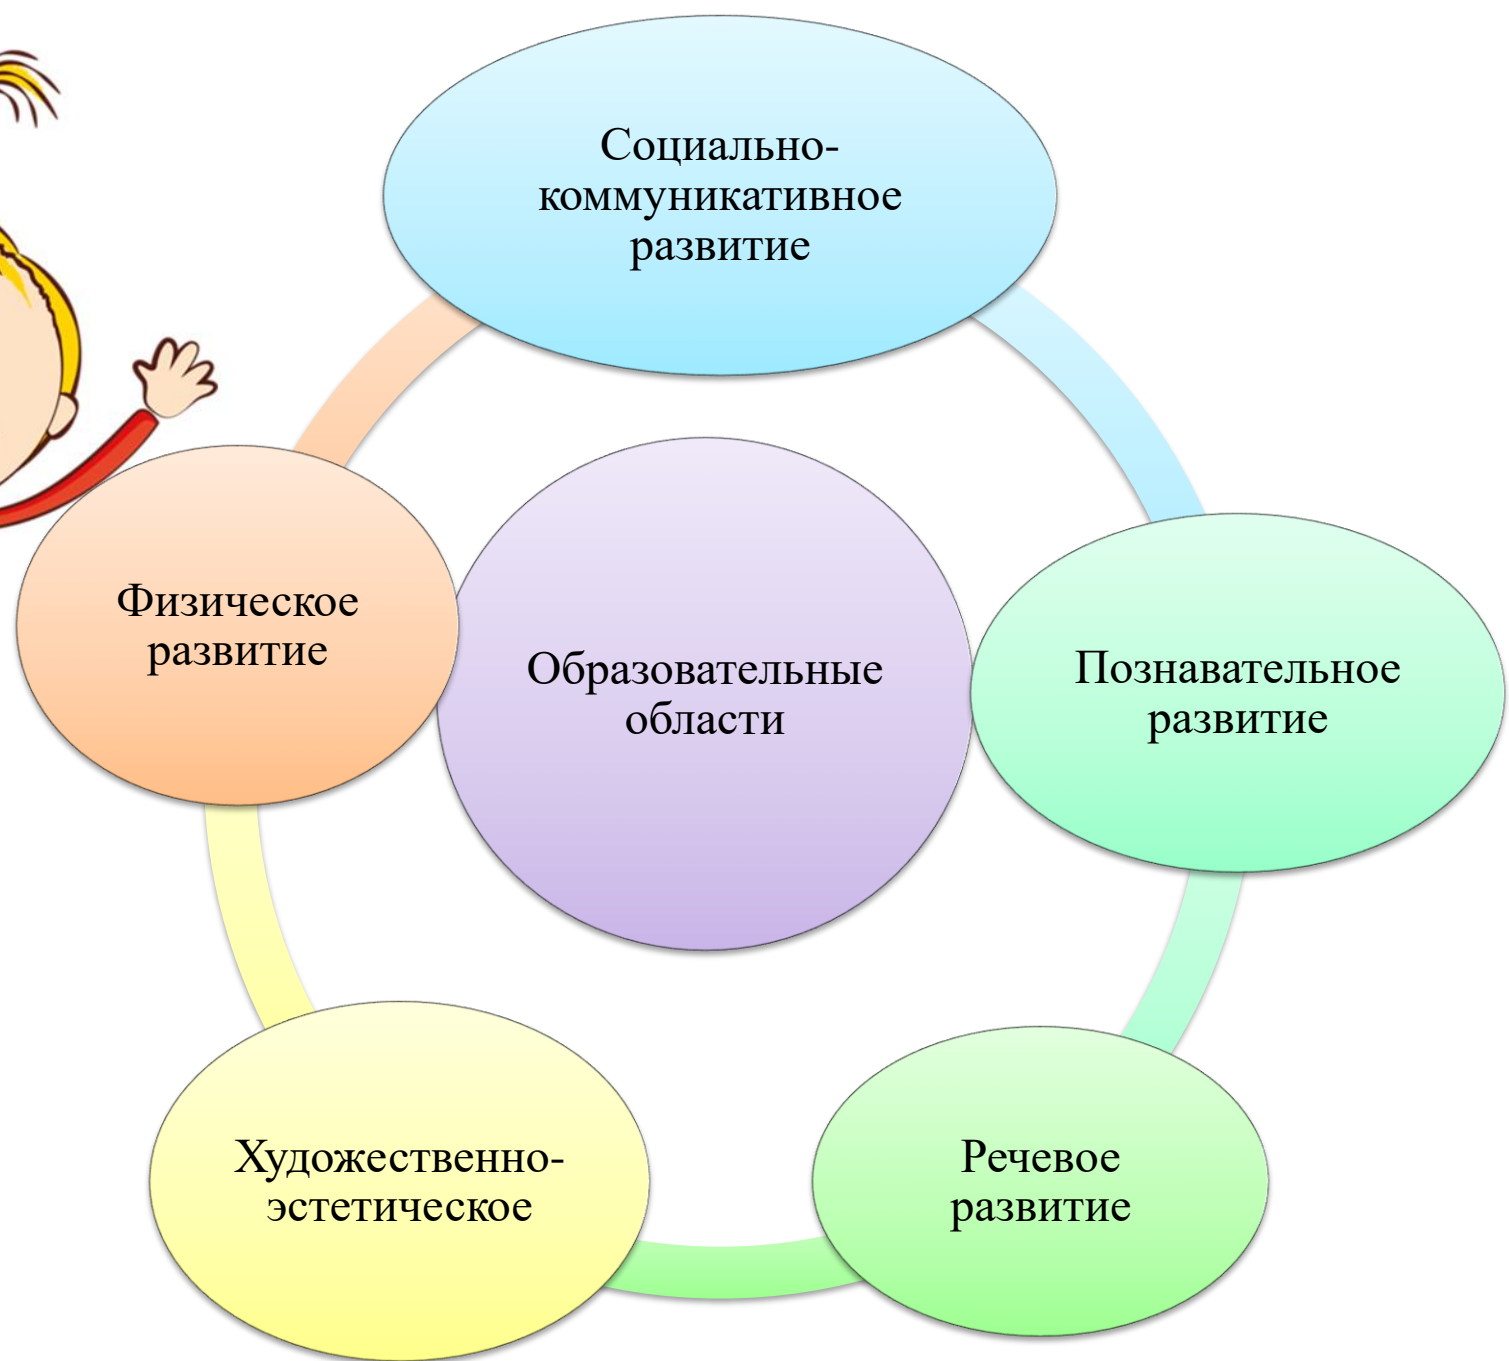 Социально-
коммуникативное
развитие
Физическое
развитие
Образовательные
области
Познавательное
развитие
Художественно-
эстетическое
Речевое
развитие